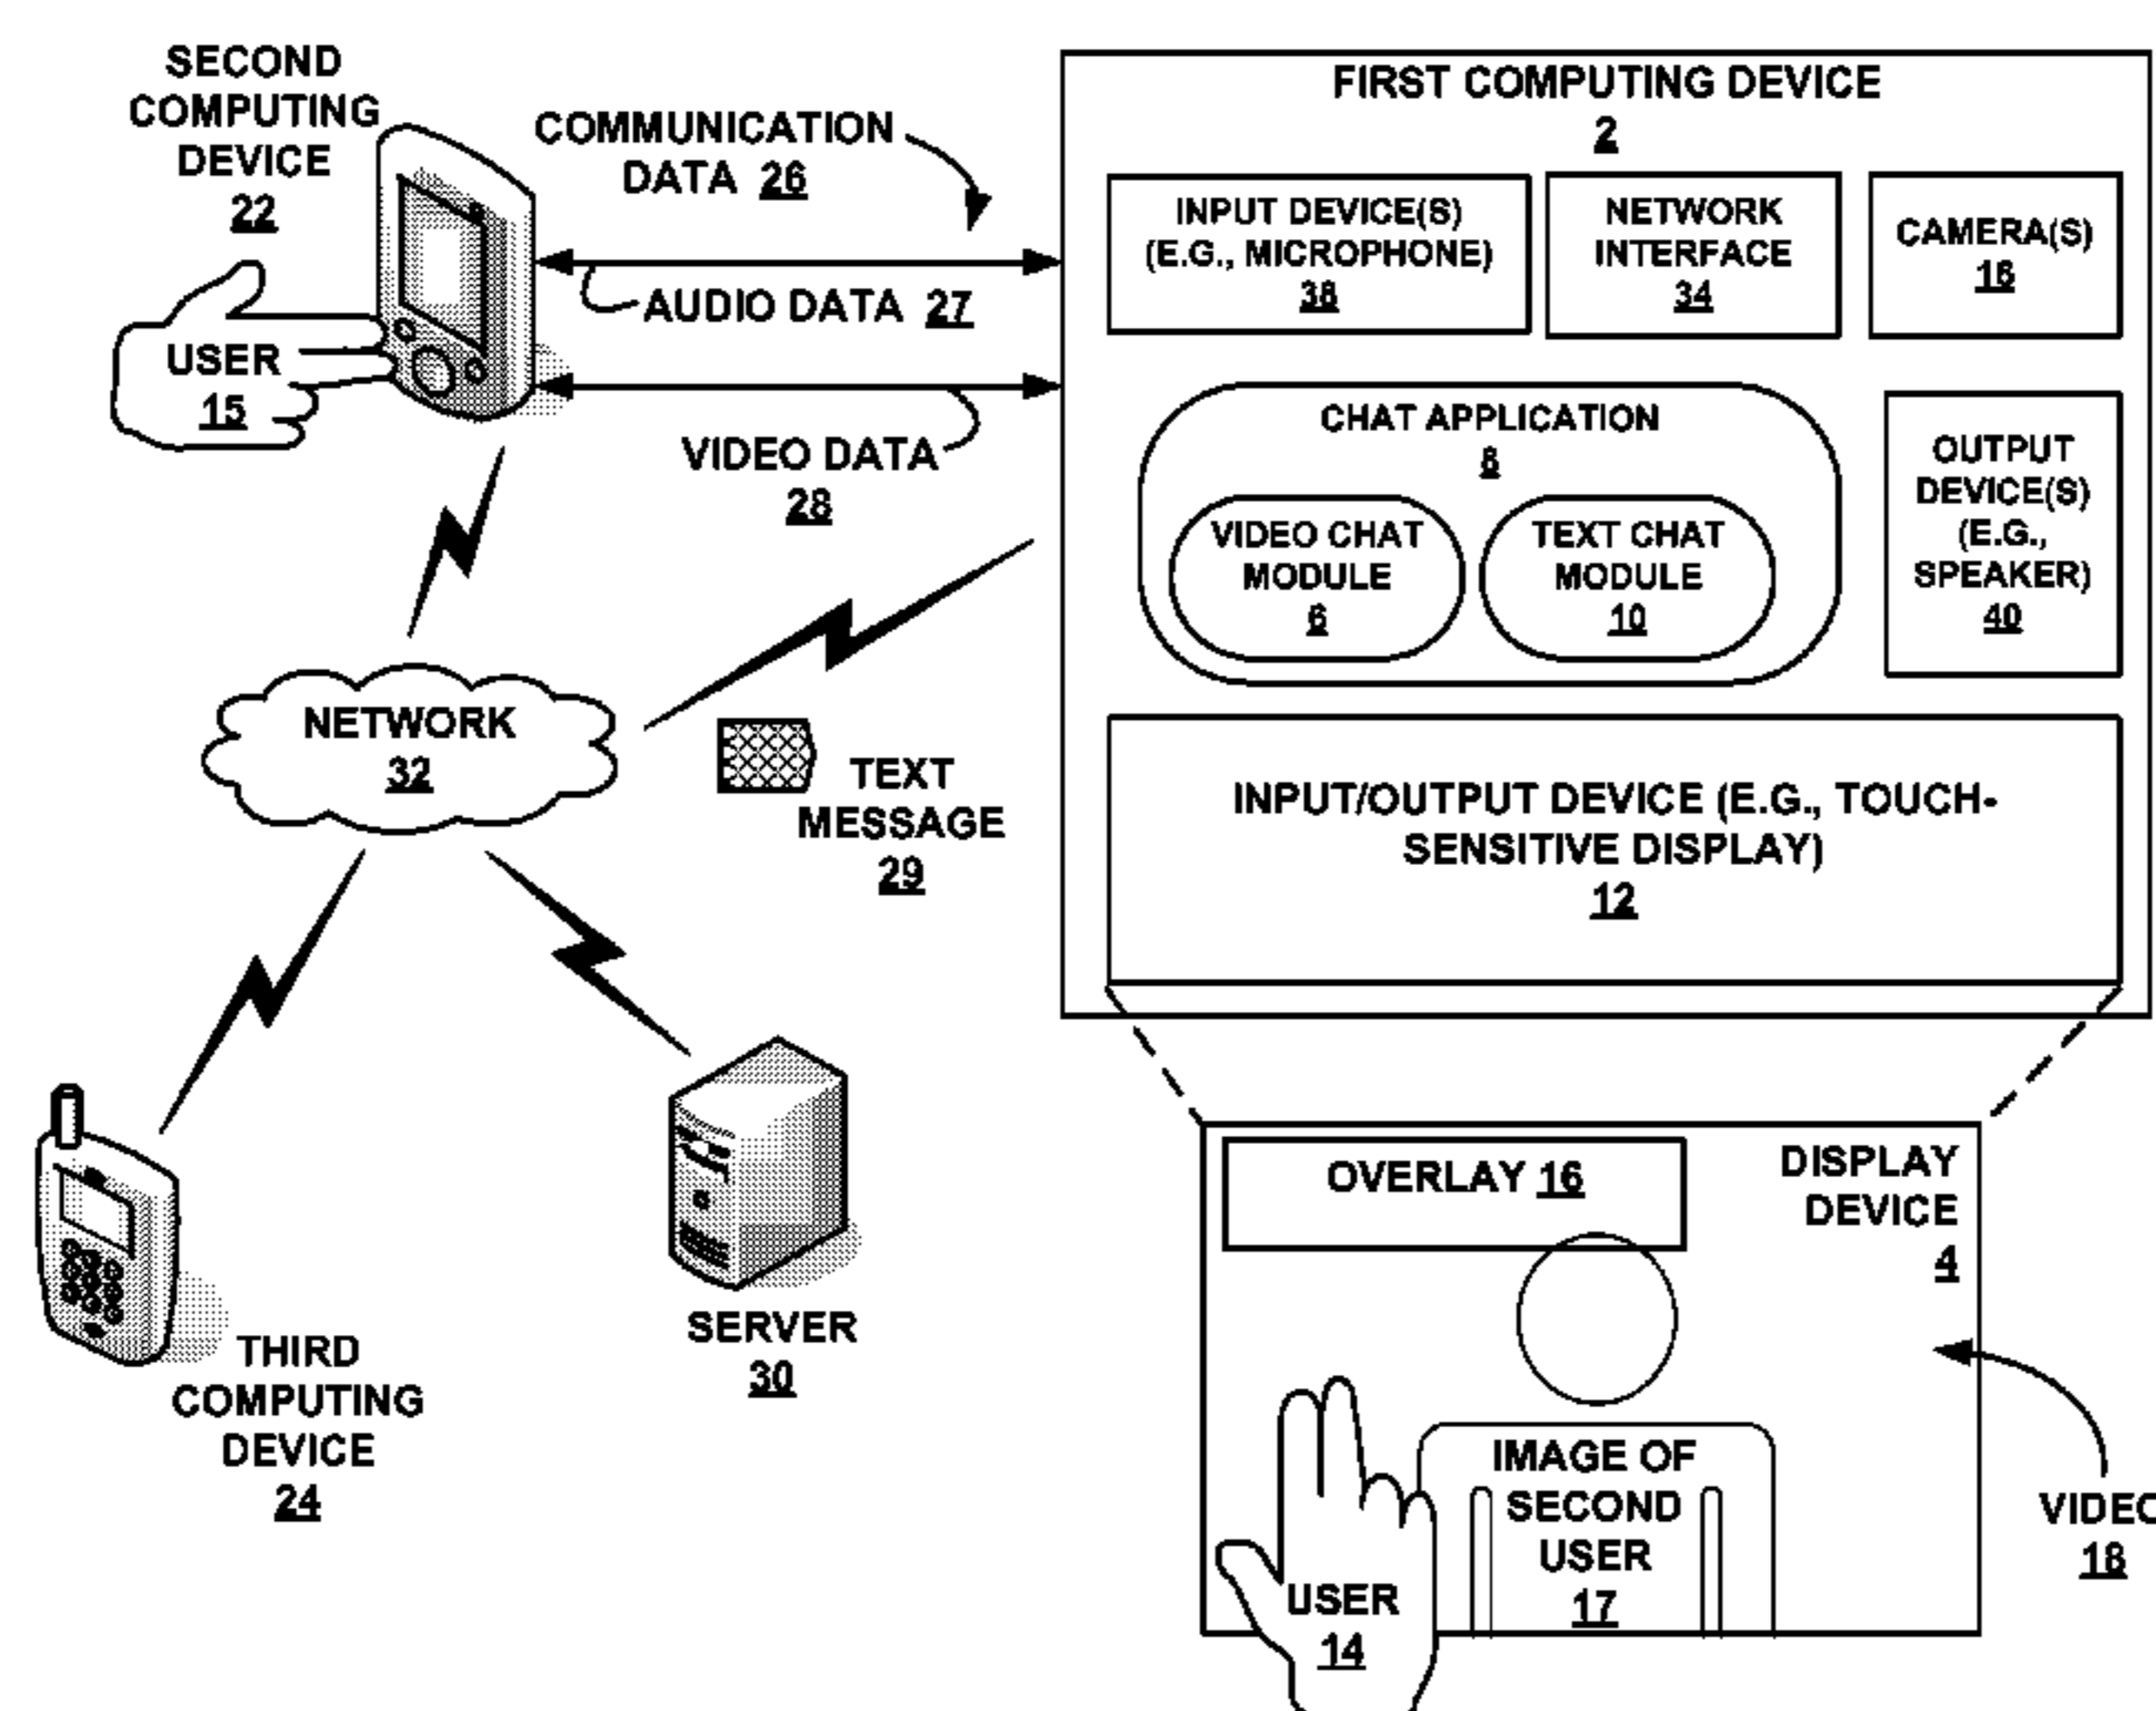 SECOND
COMPUTING
DEVICE
22
USER
15
COMMUNICATION
DATA 26
AUDIO DATA 27
VIDEO DATA
28
NETWORK
32
TEXT
MESSAGE
29
THIRD
COMPUTING
DEVICE
24
SERVER
30
FIRST COMPUTING DEVICE
2
INPUT DEVICE(S)
(E.G., MICROPHONE)
38
NETWORK
INTERFACE
34
CAMERA(S)
16
CHAT APPLICATION
8
VIDEO CHAT
MODULE
6
TEXT CHAT
MODULE
10
OUTPUT
DEVICE(S)
(E.G.,
SPEAKER)
40
INPUT/OUTPUT DEVICE (E.G., TOUCH-
SENSITIVE DISPLAY)
12
OVERLAY 16
DISPLAY
DEVICE
4
IMAGE OF
SECOND
USER
17
USER
14
VIDEO
18